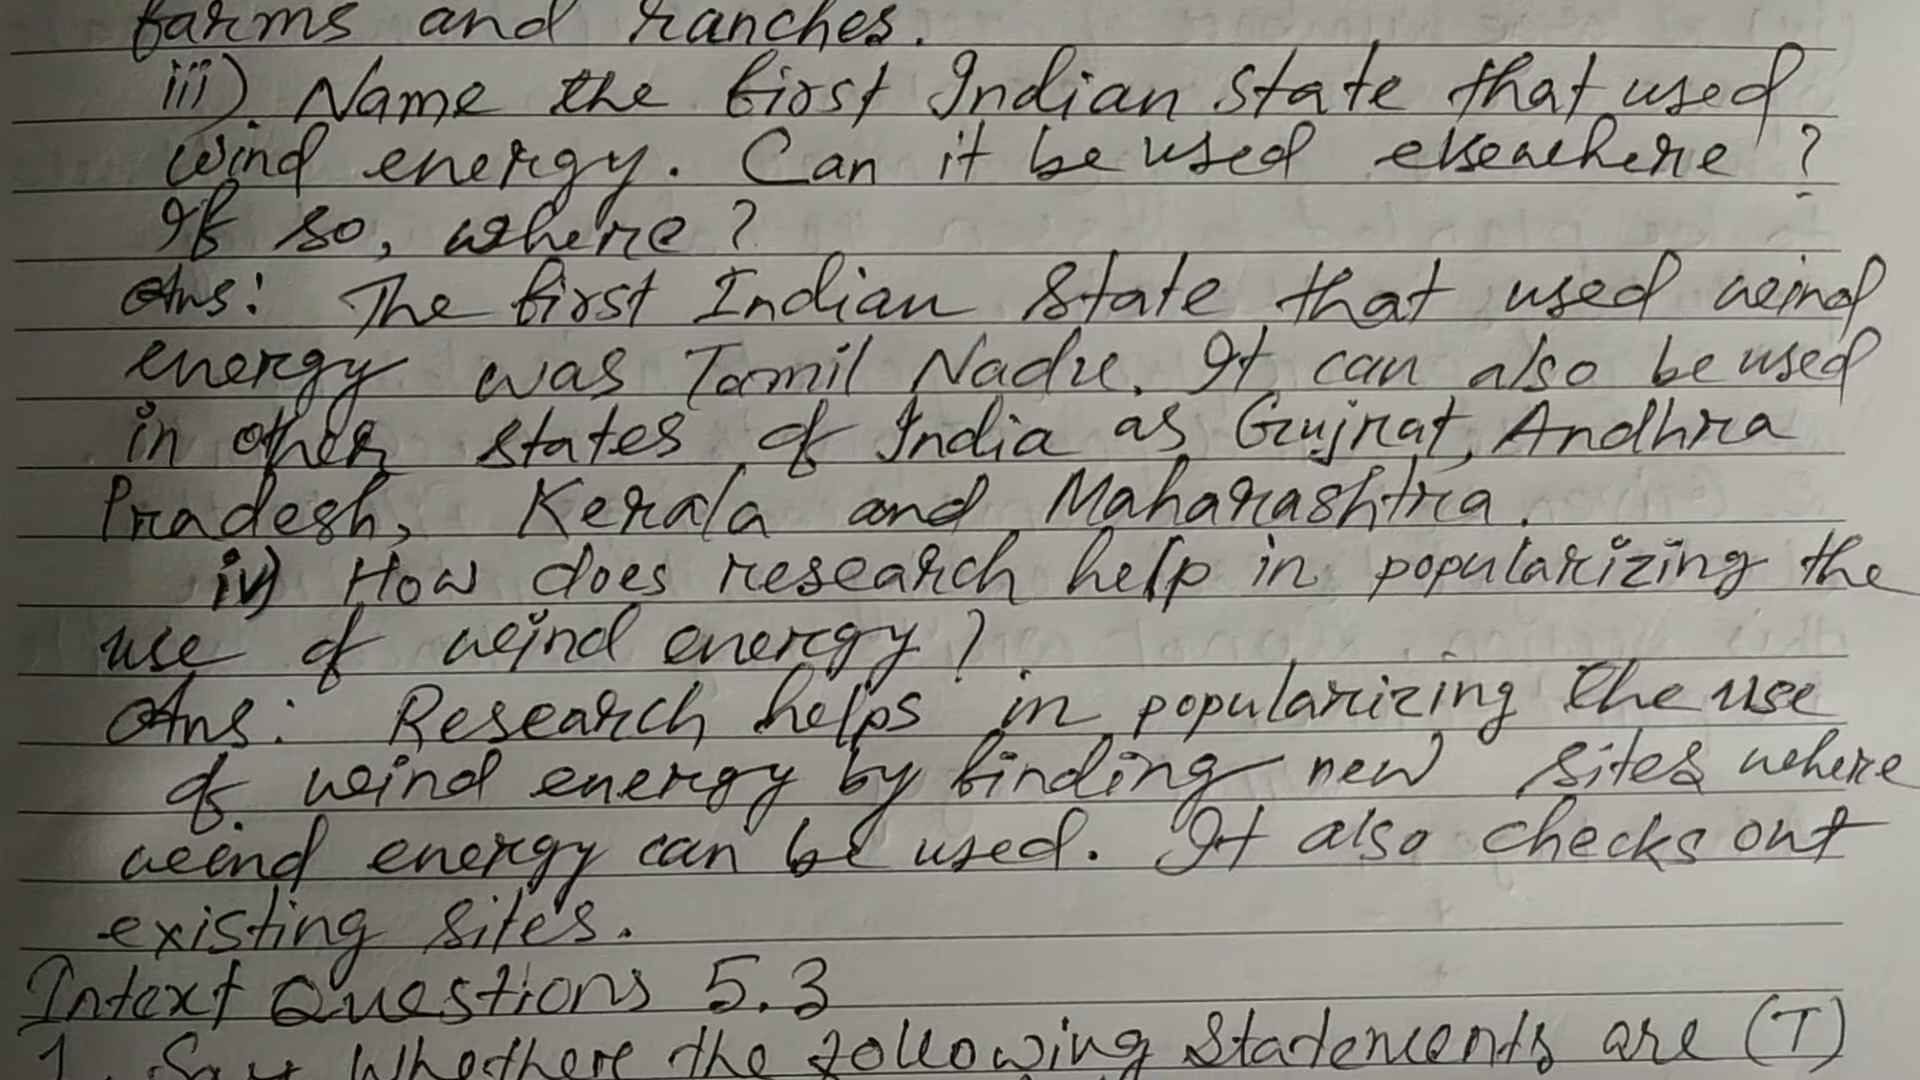 farms and ranches.
iii) Name the first Indian State that used
wind energy. Can it be used elsewhere?
If so, where?
Ans: The first Indian State that used wind
energy was Tamil Nadu. It can also be used
in other states of India as Gujrat, Andhra
Pradesh, Kerala and Maharashtra.
iv) How does research help in popularizing the
use of wind energy?
Ans: Research helps in popularizing the use
of wind energy by finding new sites where
wind energy can be used. It also checks out
existing sites.
Intext Questions 5.3
1. Say Whethere the following Statements are (T)